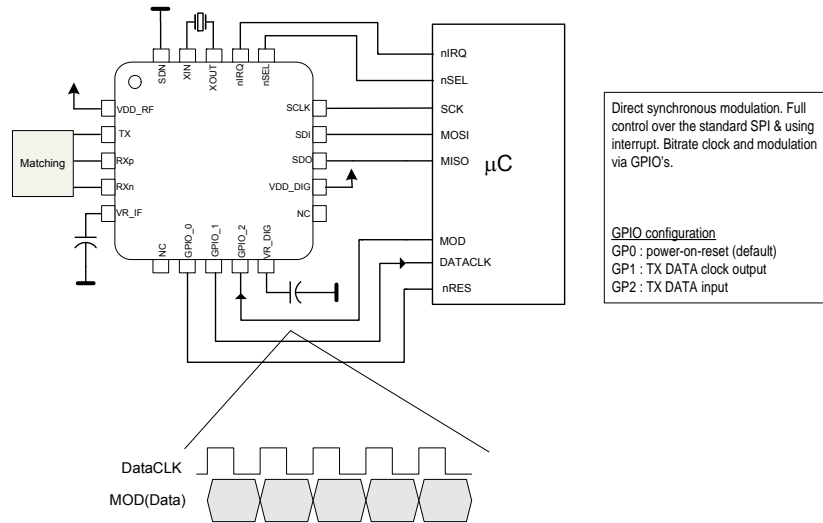 SDN
XIN
XOUT
nIRQ
nSEL
VDD_RF
TX
RXp
RXn
VR_IF
SCLK
SDI
SDO
VDD_DIG
NC
NC
GPIO_0
GPIO_1
GPIO_2
VR_DIG
Matching
nIRQ
nSEL
SCK
MOSI
MISO
μC
MOD
DATACLK
nRES
Direct synchronous modulation. Full
control over the standard SPI & using
interrupt. Bitrate clock and modulation
via GPIO's.
GPIO configuration
GP0 : power-on-reset (default)
GP1 : TX DATA clock output
GP2 : TX DATA input
DataCLK
MOD(Data)